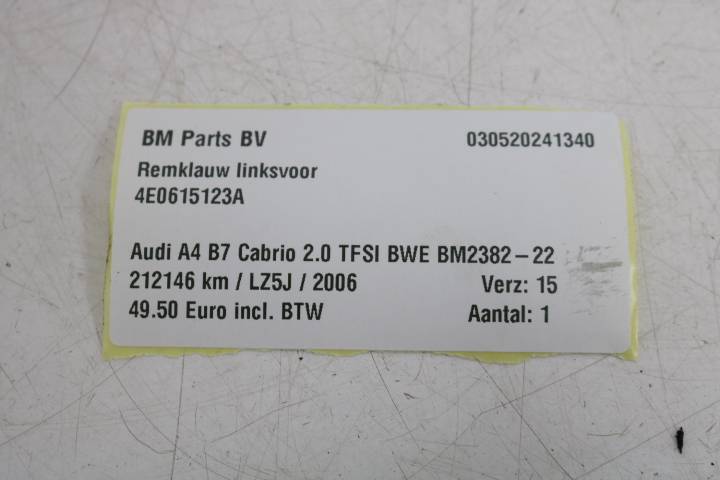 BM Parts BV 030520241340
Remklauw linksvoor
4E0615123A
Audi A4 B7 Cabrio 2.0 TFSI BWE BM2382-22
212146 km / LZ5J / 2006 Verz: 15
49.50 Euro incl. BTW Aantal: 1